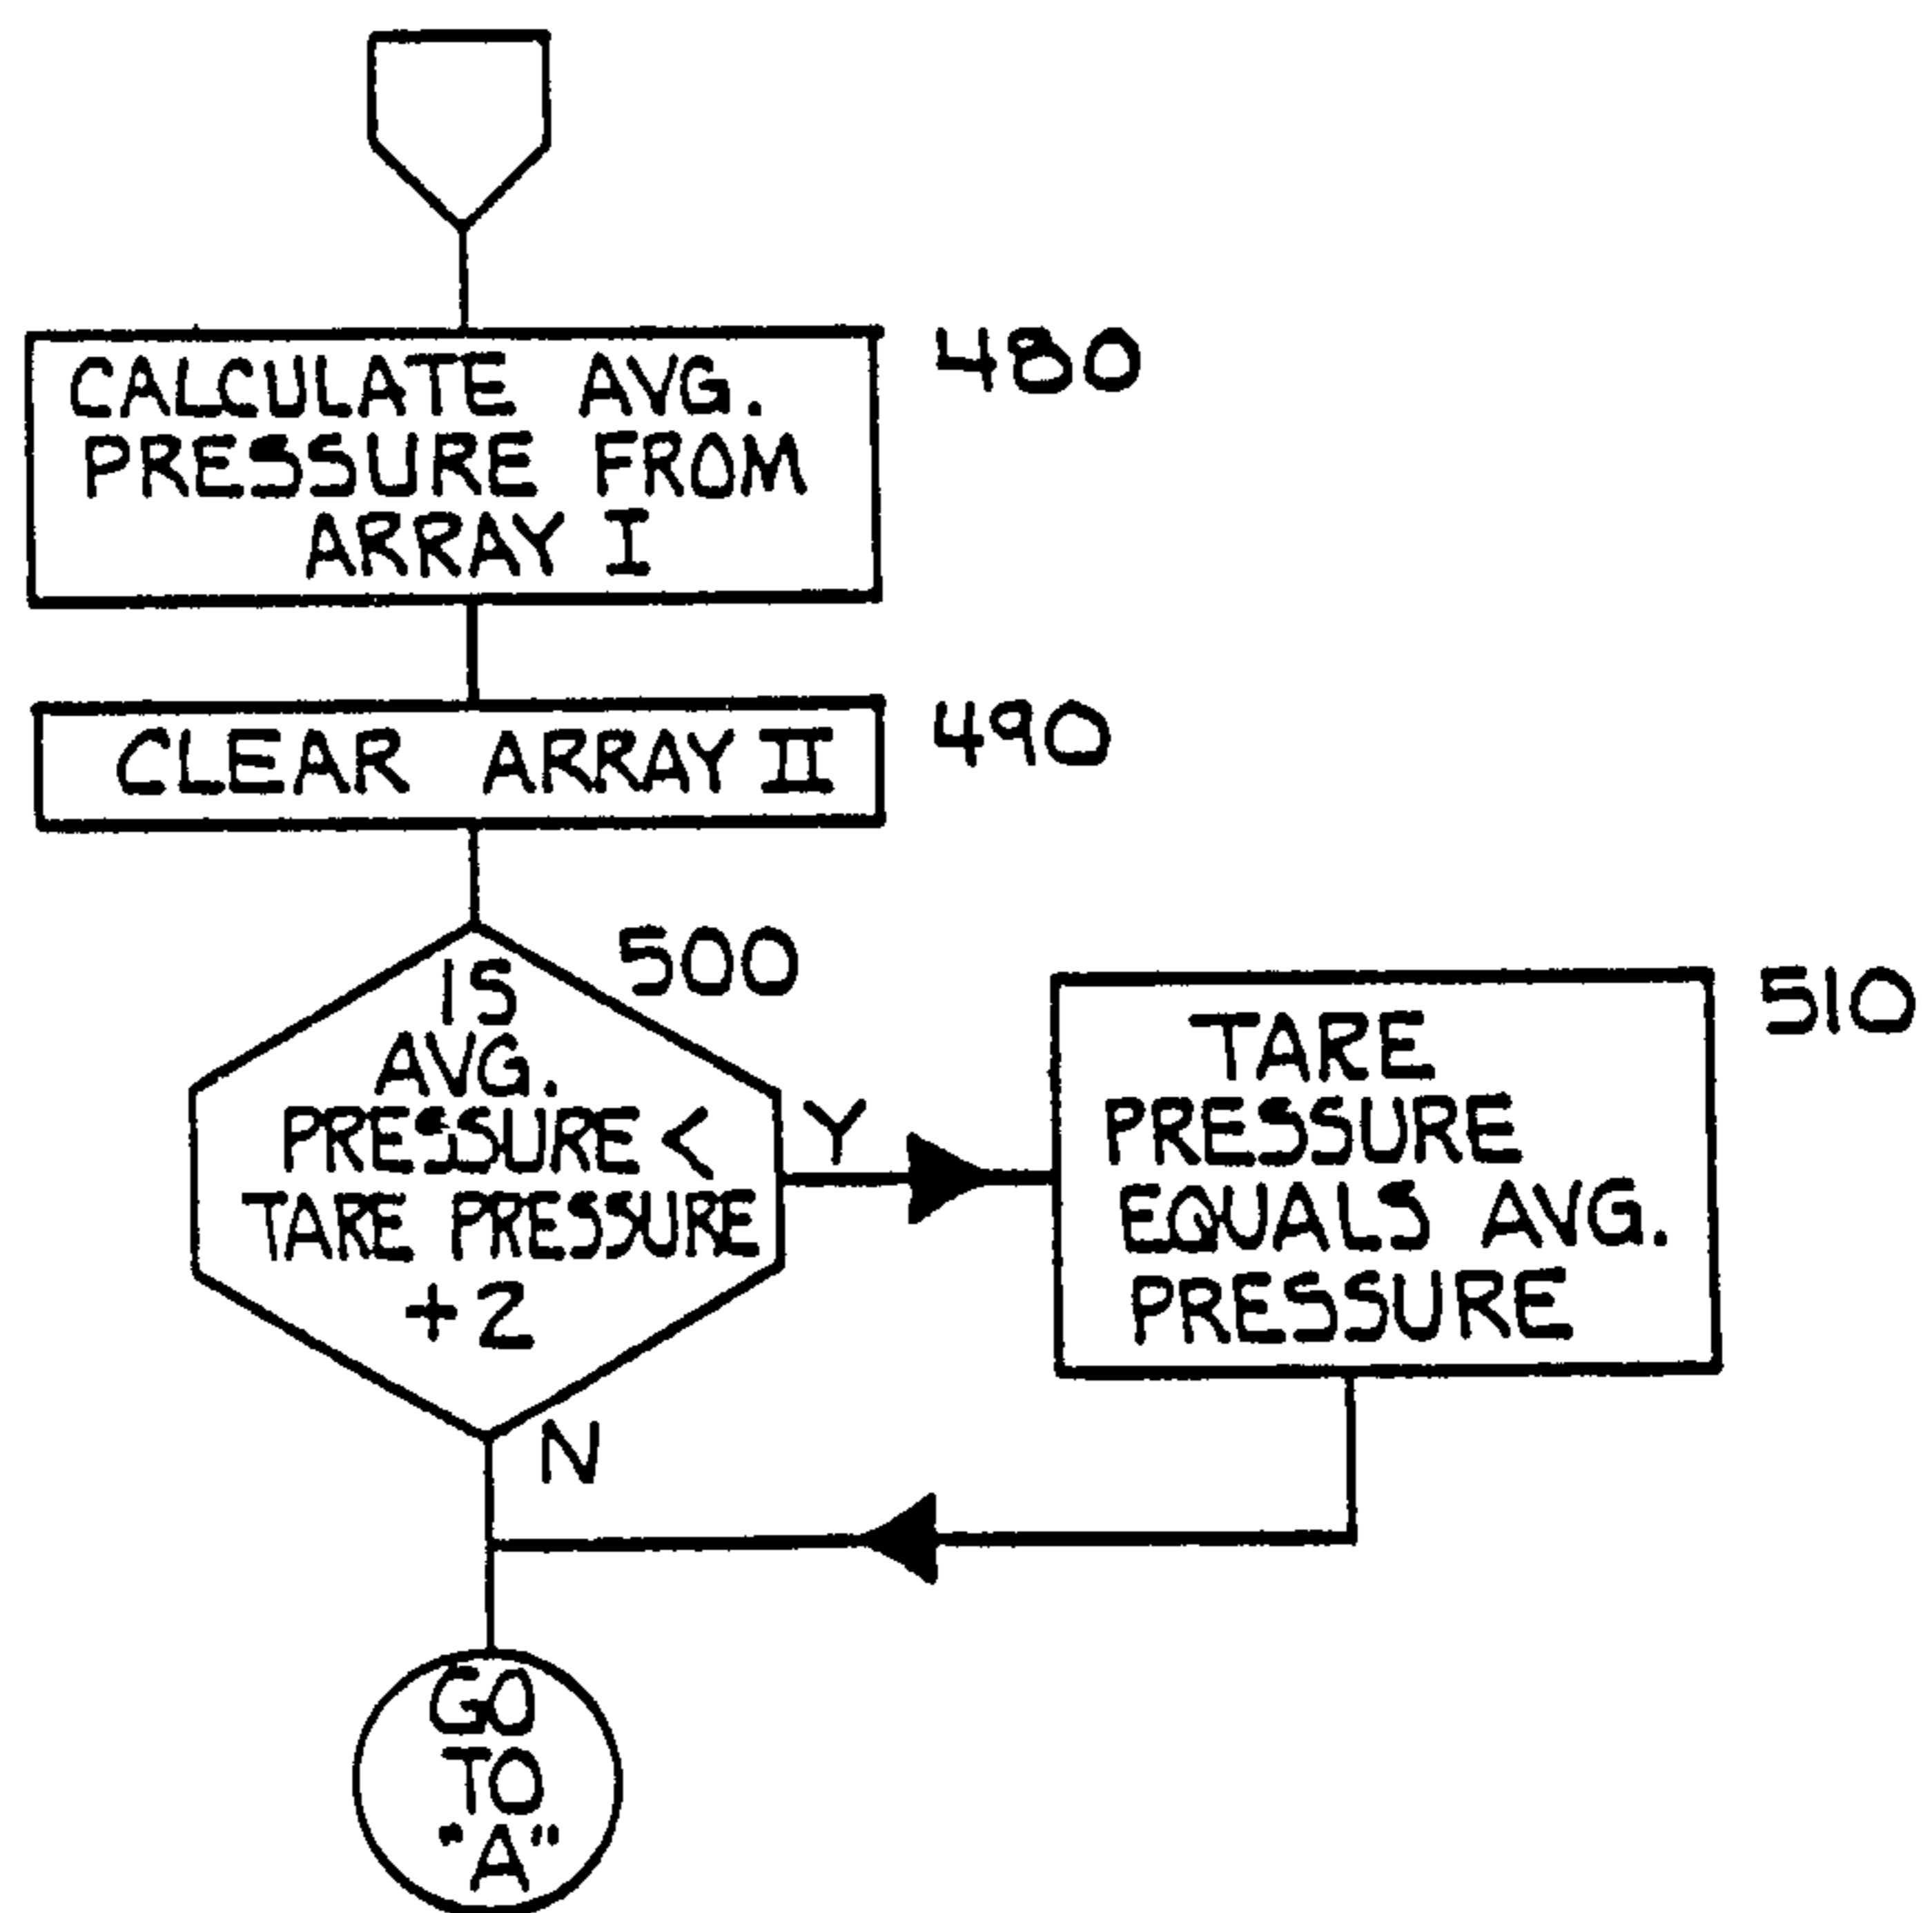 CALCULATE AVG.
PRESSURE FROM
ARRAY I
480
CLEAR ARRAY II
490
500
IS
AVG.
PRESSURE <
TARE PRESSURE
+2
Y
N
510
TARE
PRESSURE
EQUALS AVG.
PRESSURE
GO
TO
"A"